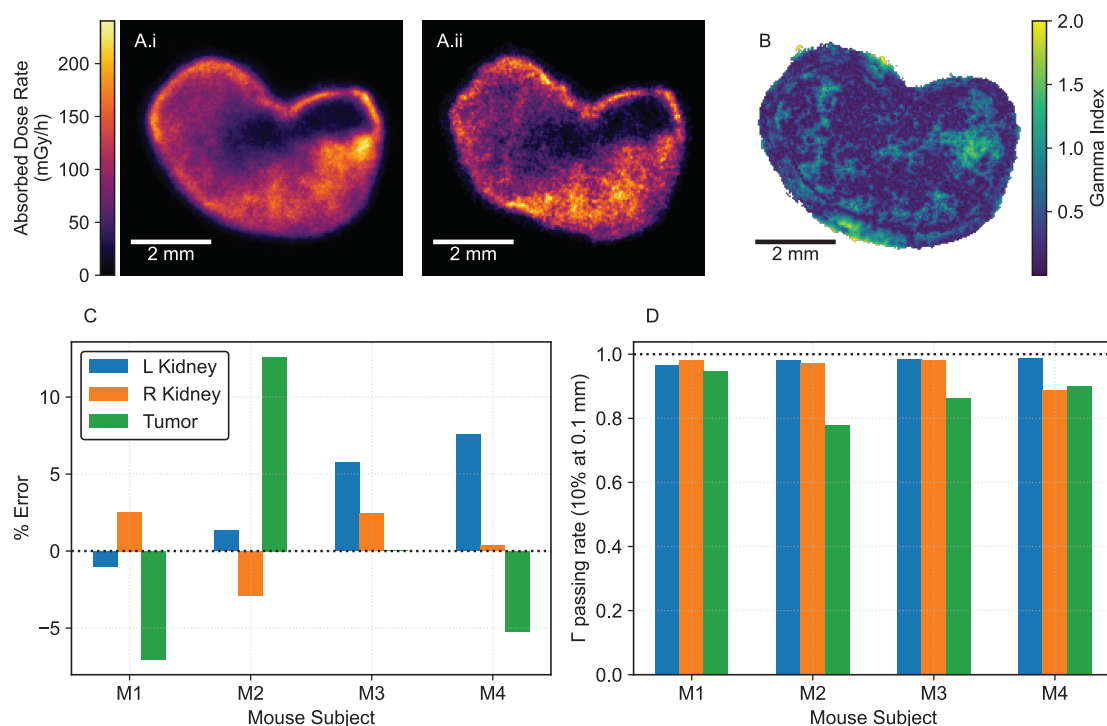 A.i
A.ii
B
Absorbed Dose Rate
(mGy/h)
200
150
100
50
0
2 mm
2 mm
2 mm
2.0
1.5
1.0
0.5
Gamma Index
C
L Kidney
R Kidney
Tumor
% Error
10
5
0
−5
M1 M2 M3 M4
Mouse Subject
D
Γ passing rate (10% at 0.1 mm)
1.0
0.8
0.6
0.4
0.2
0.0
M1 M2 M3 M4
Mouse Subject